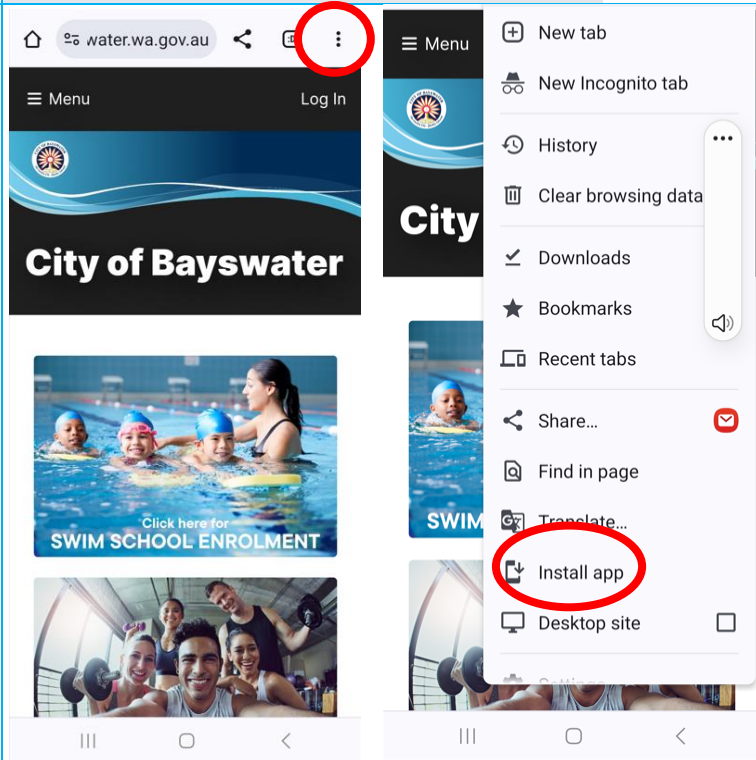 water.wa.gov.au
:D
Menu
Log In
City of Bayswater
Click here for
SWIM SCHOOL ENROLMENT
Menu
City
SWIM
New tab
New Incognito tab
History
Clear browsing data
Downloads
Bookmarks
Recent tabs
Share...
Find in page
Translate...
Install app
Desktop site
Settings